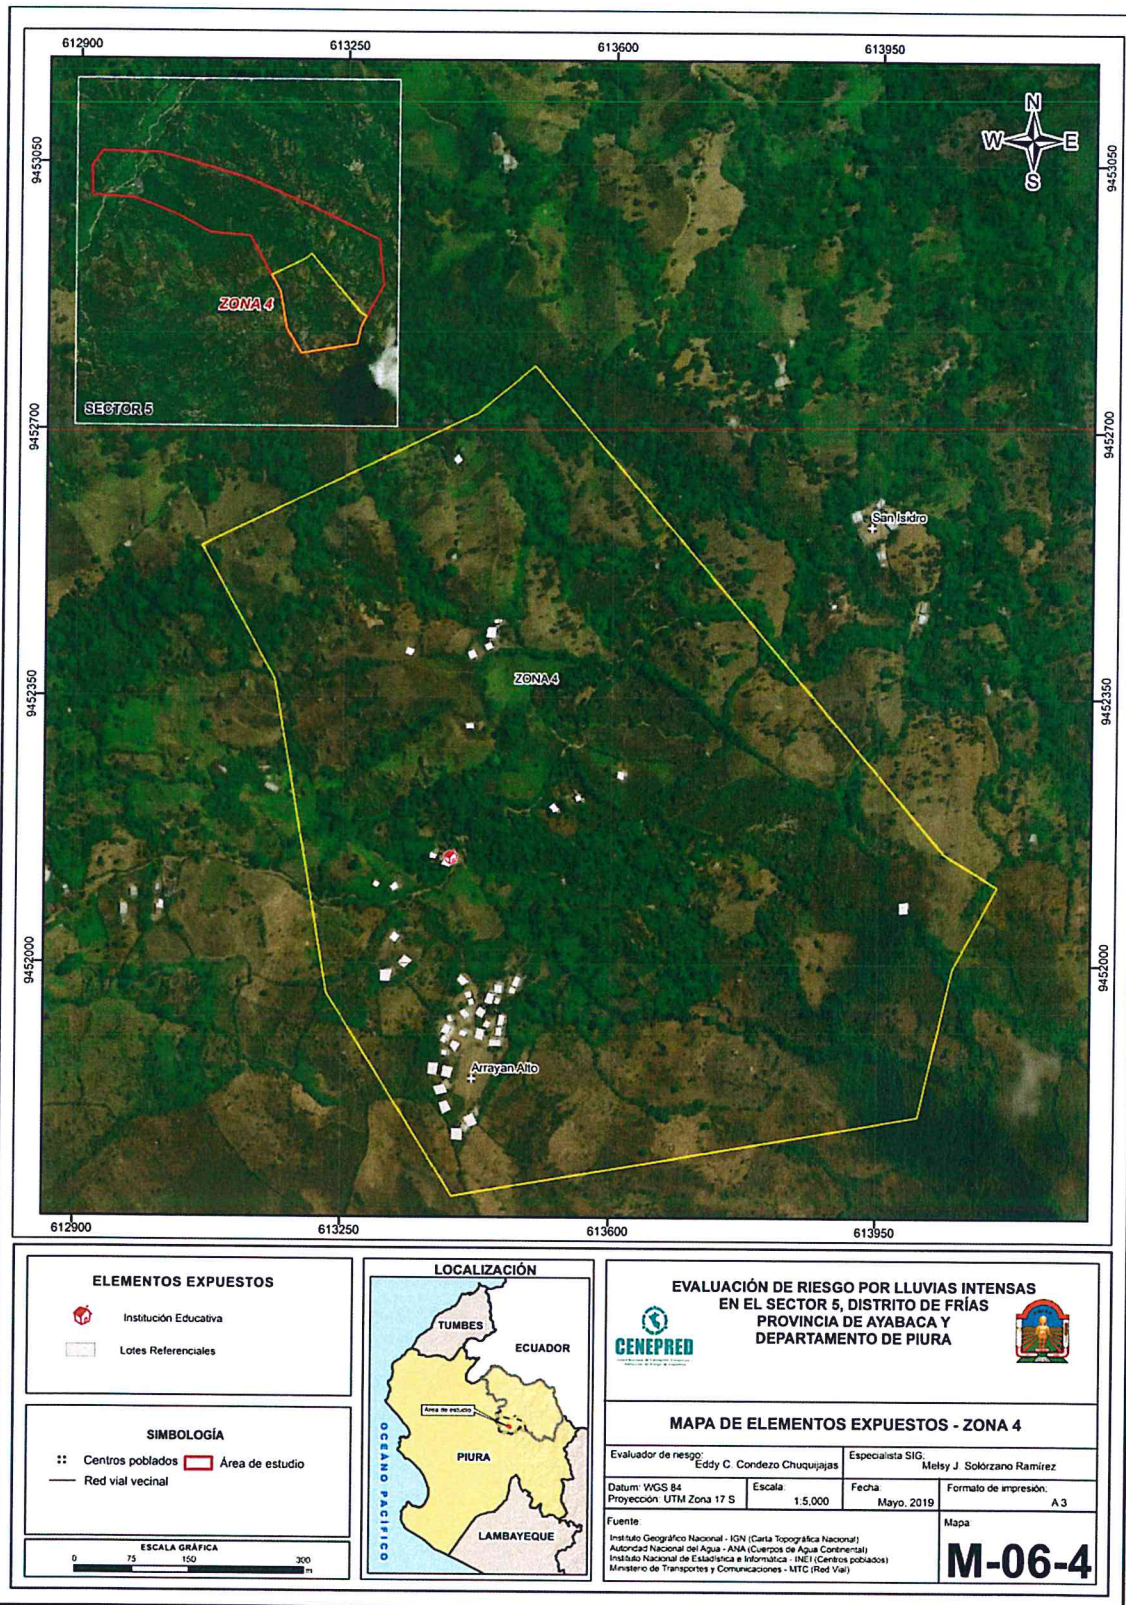 612900
613250
613600
613950
9453050
9453050
N
W
E
S
ZONA 4
SECTOR 5
9452700
9452700
San Isidro
ZONA 4
9452350
9452350
9452000
9452000
Arrayan Alto
612900
613250
613600
613950
ELEMENTOS EXPUESTOS
Institución Educativa
Lotes Referenciales
SIMBOLOGÍA
Centros poblados
Área de estudio
Red vial vecinal
ESCALA GRÁFICA
0 75 150 300
m
LOCALIZACIÓN
TUMBES
ECUADOR
Área de estudio
PIURA
OCEÁNO PACÍFICO
LAMBAYEQUE
EVALUACIÓN DE RIESGO POR LLUVIAS INTENSAS
EN EL SECTOR 5, DISTRITO DE FRÍAS
PROVINCIA DE AYABACA Y
DEPARTAMENTO DE PIURA
CENEPRED
MAPA DE ELEMENTOS EXPUESTOS - ZONA 4
Evaluador de riesgo:
Eddy C. Condezo Chuquijajas
Especialista SIG:
Melsy J. Solórzano Ramírez
Datum: WGS 84
Proyección: UTM Zona 17 S
Escala:
1:5,000
Fecha:
Mayo, 2019
Formato de impresión:
A 3
Fuente:
Instituto Geográfico Nacional - IGN (Carta Topográfica Nacional)
Autoridad Nacional del Agua - ANA (Cuerpos de Agua Continental)
Instituto Nacional de Estadística e Informática - INEI (Centros poblados)
Ministerio de Transportes y Comunicaciones - MTC (Red Vial)
Mapa:
M-06-4